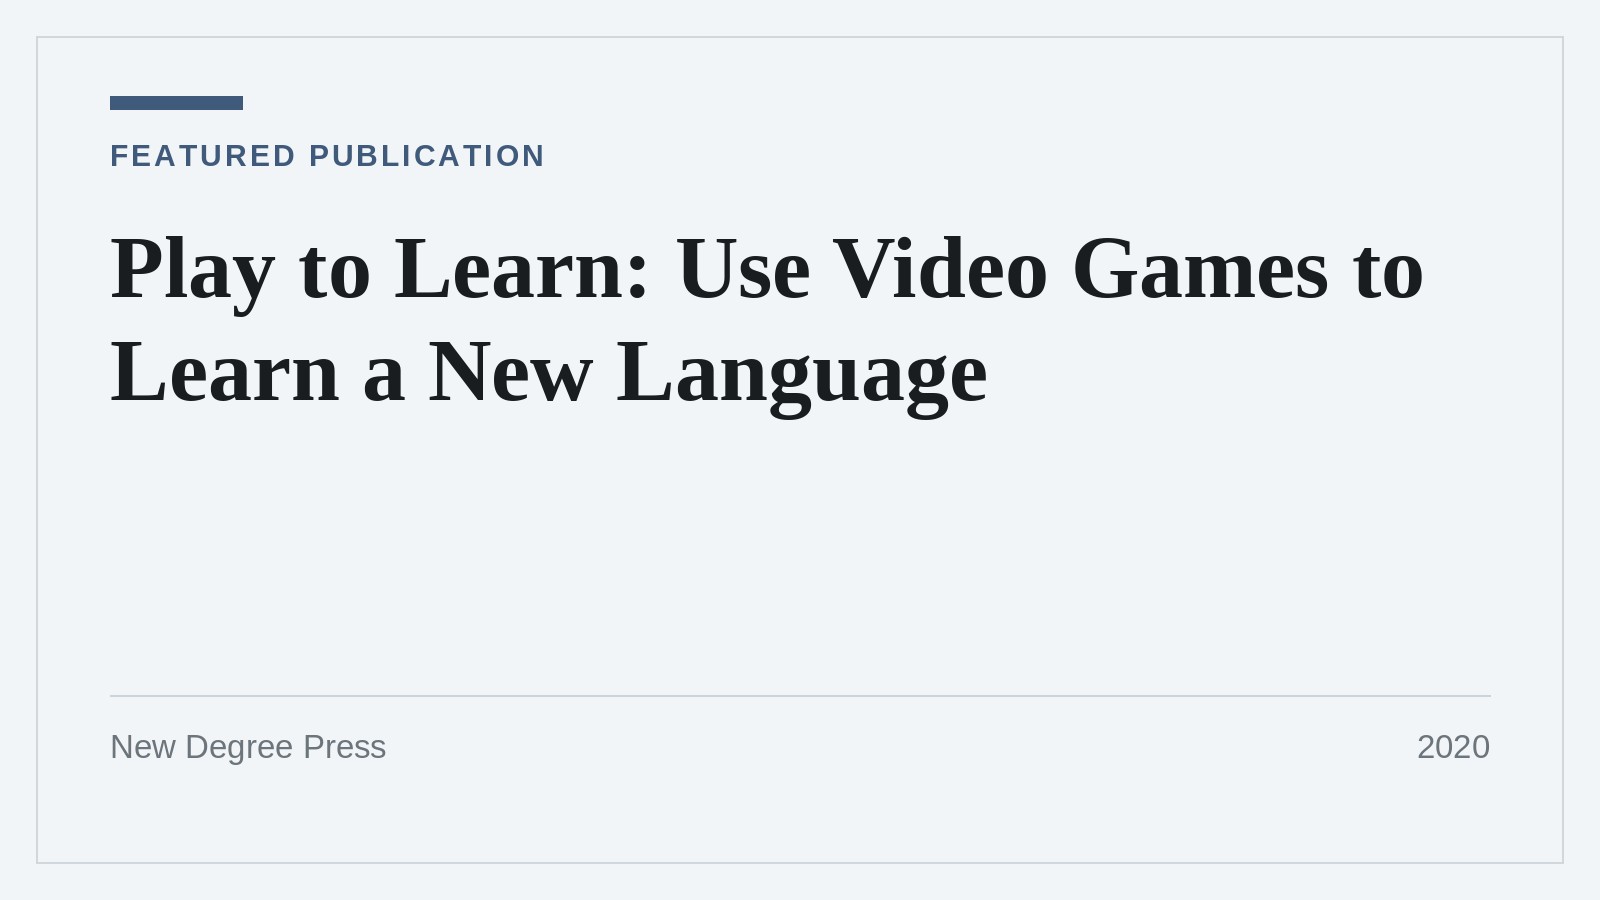 FEATURED PUBLICATION
Play to Learn: Use Video Games to
Learn a New Language
New Degree Press
2020